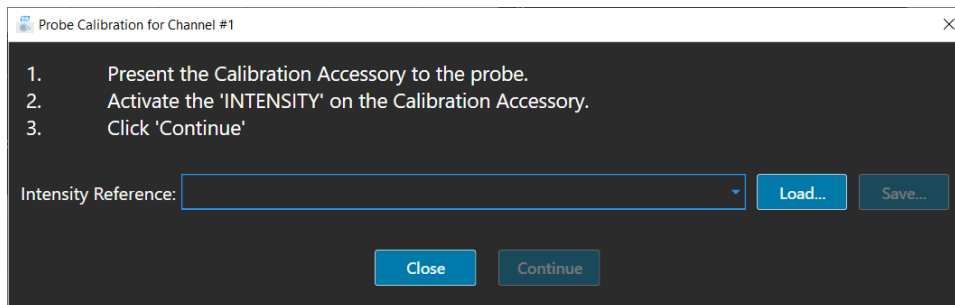 Probe Calibration for Channel #1
1. Present the Calibration Accessory to the probe.
2. Activate the 'INTENSITY' on the Calibration Accessory.
3. Click 'Continue'
Intensity Reference: Load... Save...
Close Continue